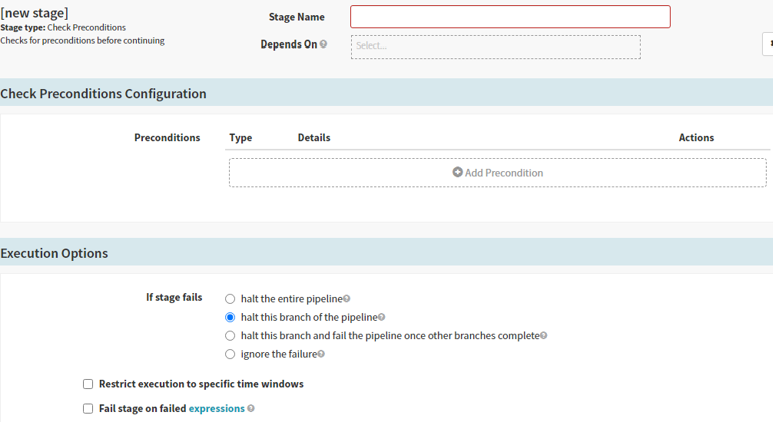 [new stage]
Stage type: Check Preconditions
Checks for preconditions before continuing
Stage Name
Depends On
Select...
Check Preconditions Configuration
Preconditions Type Details Actions
Add Precondition
Execution Options
If stage fails
halt the entire pipeline
halt this branch of the pipeline
halt this branch and fail the pipeline once other branches complete
ignore the failure
Restrict execution to specific time windows
Fail stage on failed expressions